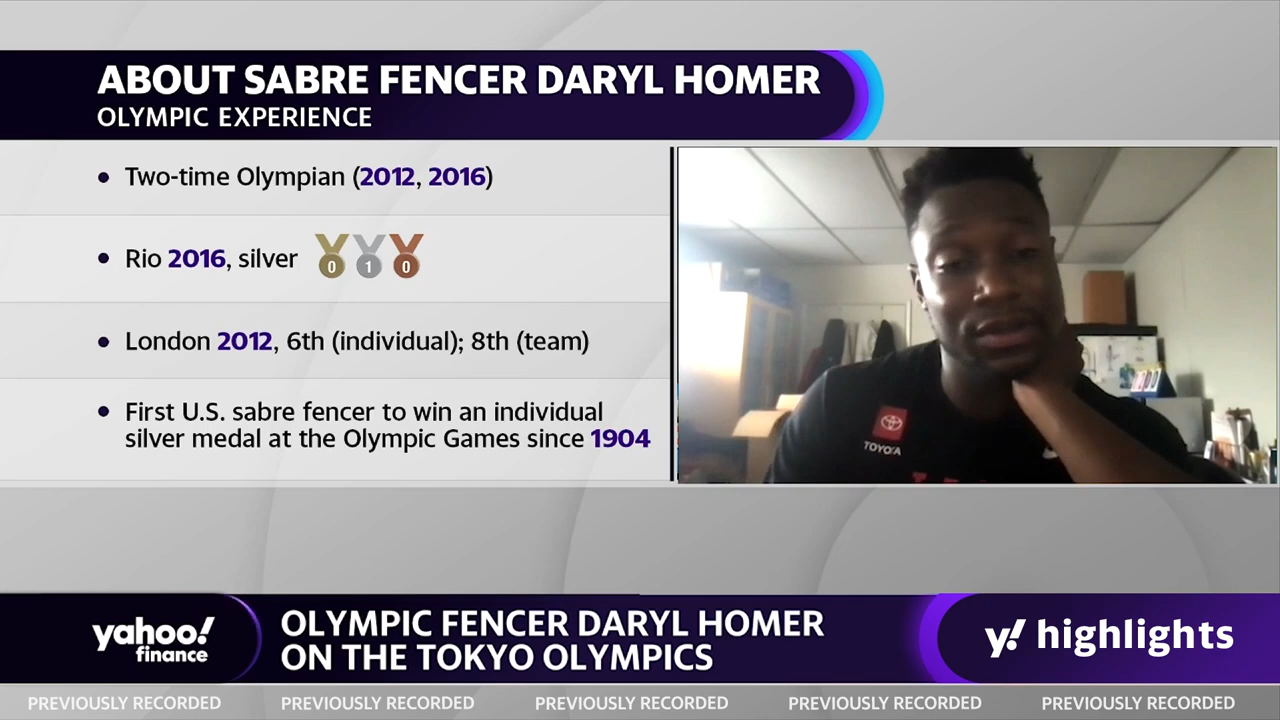 ABOUT SABRE FENCER DARYL HOMER
OLYMPIC EXPERIENCE
• Two-time Olympian (2012, 2016)
• Rio 2016, silver 0 1 0
• London 2012, 6th (individual); 8th (team)
• First U.S. sabre fencer to win an individual
silver medal at the Olympic Games since 1904
TOYOTA
yahoo!
finance
OLYMPIC FENCER DARYL HOMER
ON THE TOKYO OLYMPICS
y! highlights
PREVIOUSLY RECORDED PREVIOUSLY RECORDED PREVIOUSLY RECORDED PREVIOUSLY RECORDED PREVIOUSLY RECORDED